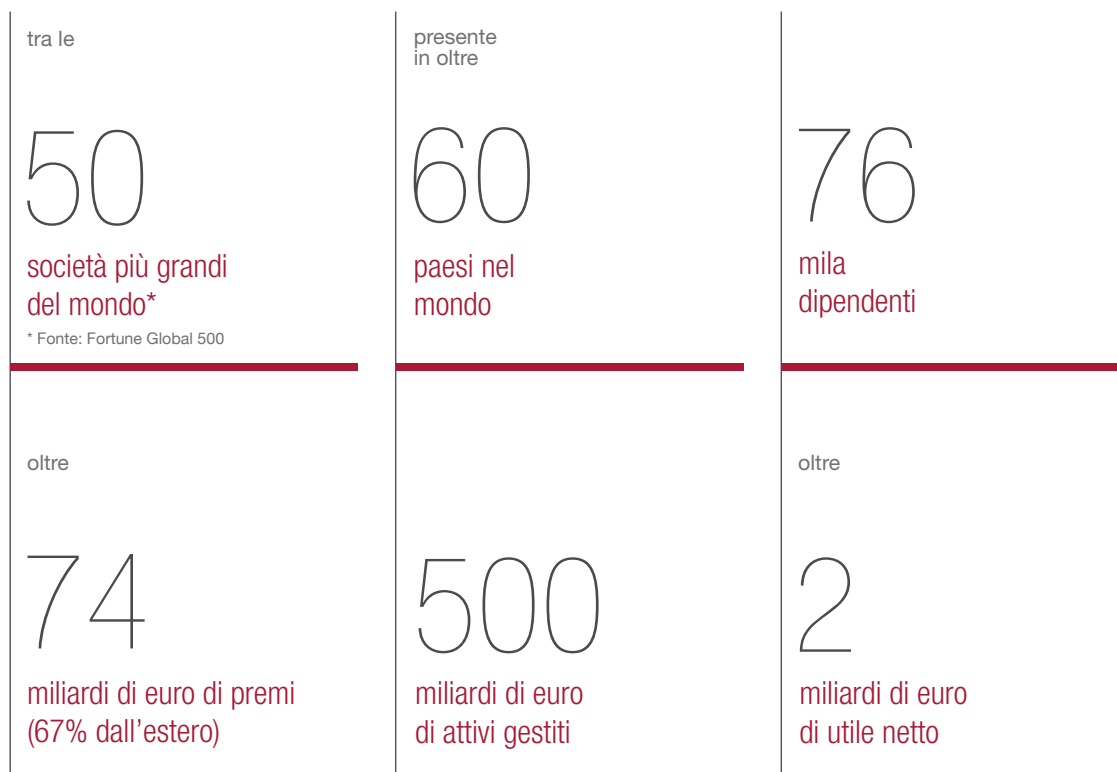 tra le
50
società più grandi
del mondo*
* Fonte: Fortune Global 500
presente
in oltre
60
paesi nel
mondo
76
mila
dipendenti
oltre
74
miliardi di euro di premi
(67% dall'estero)
500
miliardi di euro
di attivi gestiti
oltre
2
miliardi di euro
di utile netto